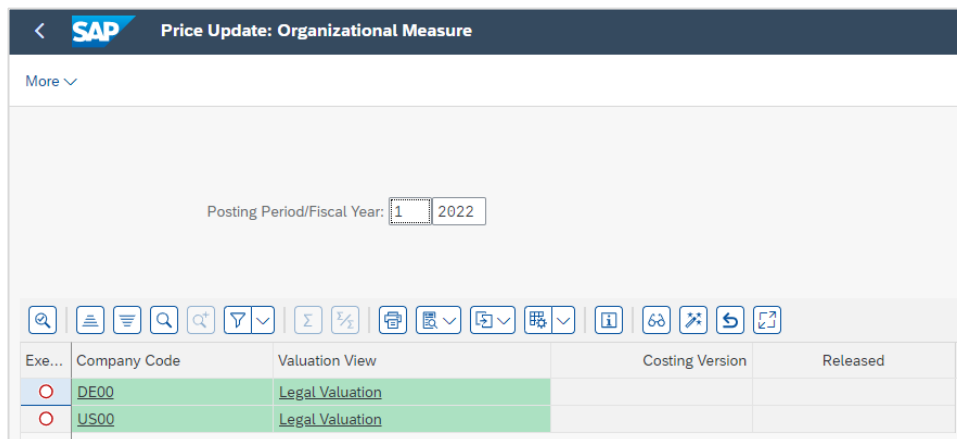 SAP Price Update: Organizational Measure
More
Posting Period/Fiscal Year: 1 2022
Exe... Company Code Valuation View Costing Version Released
DE00 Legal Valuation
US00 Legal Valuation